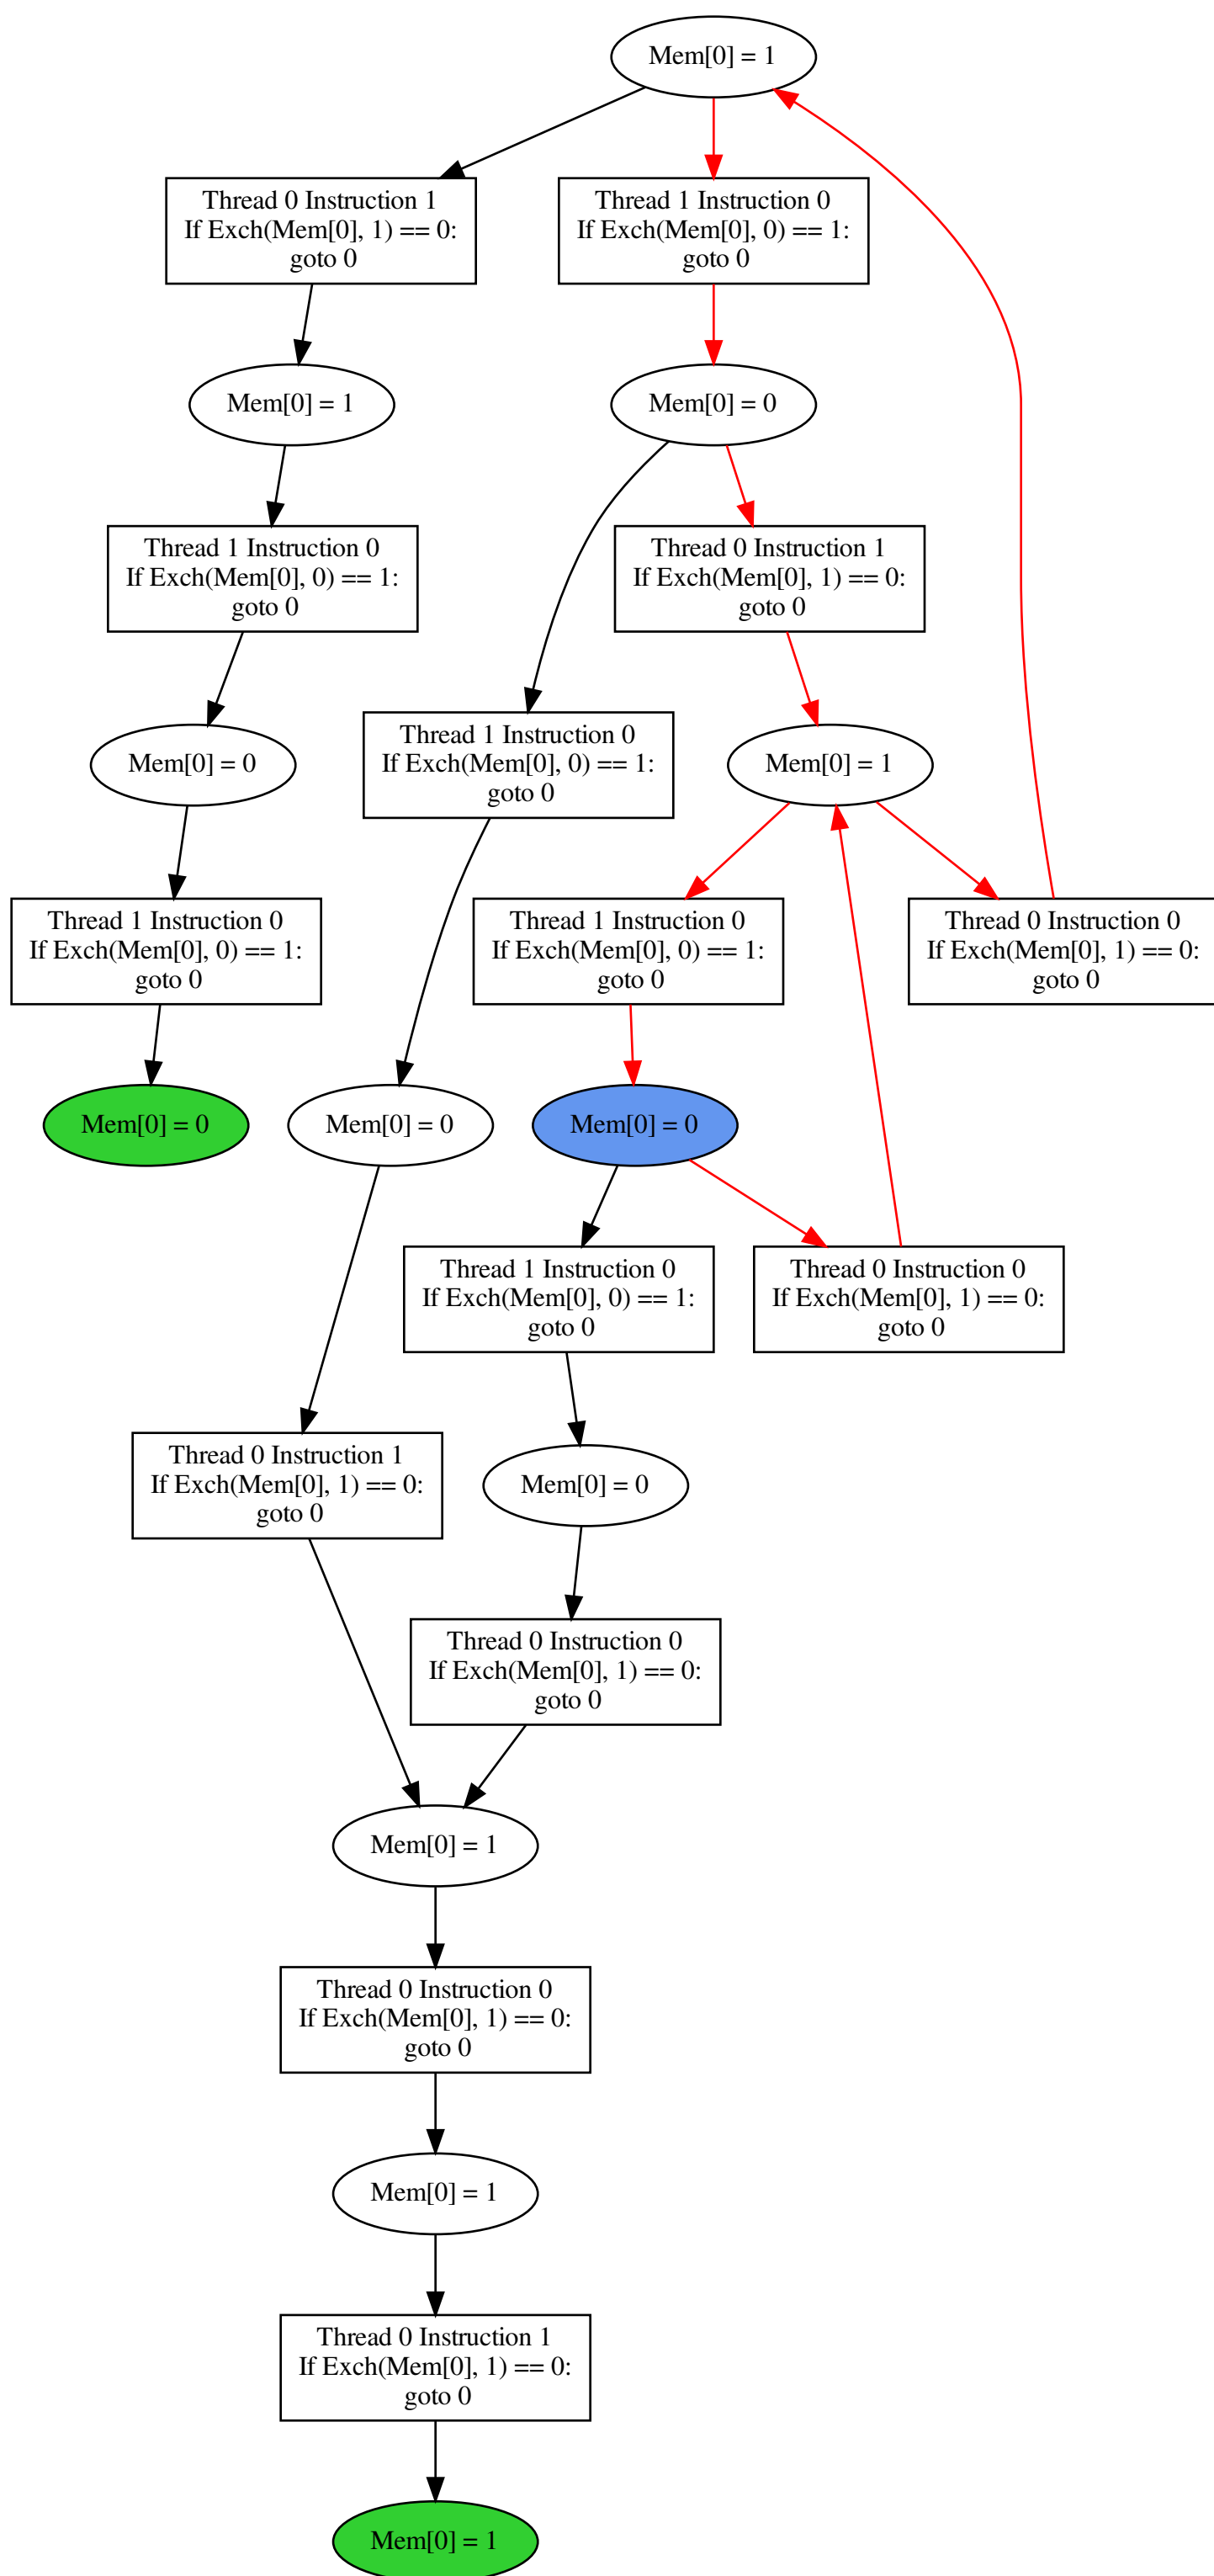 Mem[0] = 1
Thread 0 Instruction 1
If Exch(Mem[0], 1) == 0:
goto 0
Thread 1 Instruction 0
If Exch(Mem[0], 0) == 1:
goto 0
Mem[0] = 1
Mem[0] = 0
Thread 1 Instruction 0
If Exch(Mem[0], 0) == 1:
goto 0
Thread 0 Instruction 1
If Exch(Mem[0], 1) == 0:
goto 0
Thread 1 Instruction 0
If Exch(Mem[0], 0) == 1:
goto 0
Mem[0] = 0
Mem[0] = 1
Thread 1 Instruction 0
If Exch(Mem[0], 0) == 1:
goto 0
Thread 1 Instruction 0
If Exch(Mem[0], 0) == 1:
goto 0
Thread 0 Instruction 0
If Exch(Mem[0], 1) == 0:
goto 0
Mem[0] = 0
Mem[0] = 0
Mem[0] = 0
Thread 1 Instruction 0
If Exch(Mem[0], 0) == 1:
goto 0
Thread 0 Instruction 0
If Exch(Mem[0], 1) == 0:
goto 0
Thread 0 Instruction 1
If Exch(Mem[0], 1) == 0:
goto 0
Mem[0] = 0
Thread 0 Instruction 0
If Exch(Mem[0], 1) == 0:
goto 0
Mem[0] = 1
Thread 0 Instruction 0
If Exch(Mem[0], 1) == 0:
goto 0
Mem[0] = 1
Thread 0 Instruction 1
If Exch(Mem[0], 1) == 0:
goto 0
Mem[0] = 1